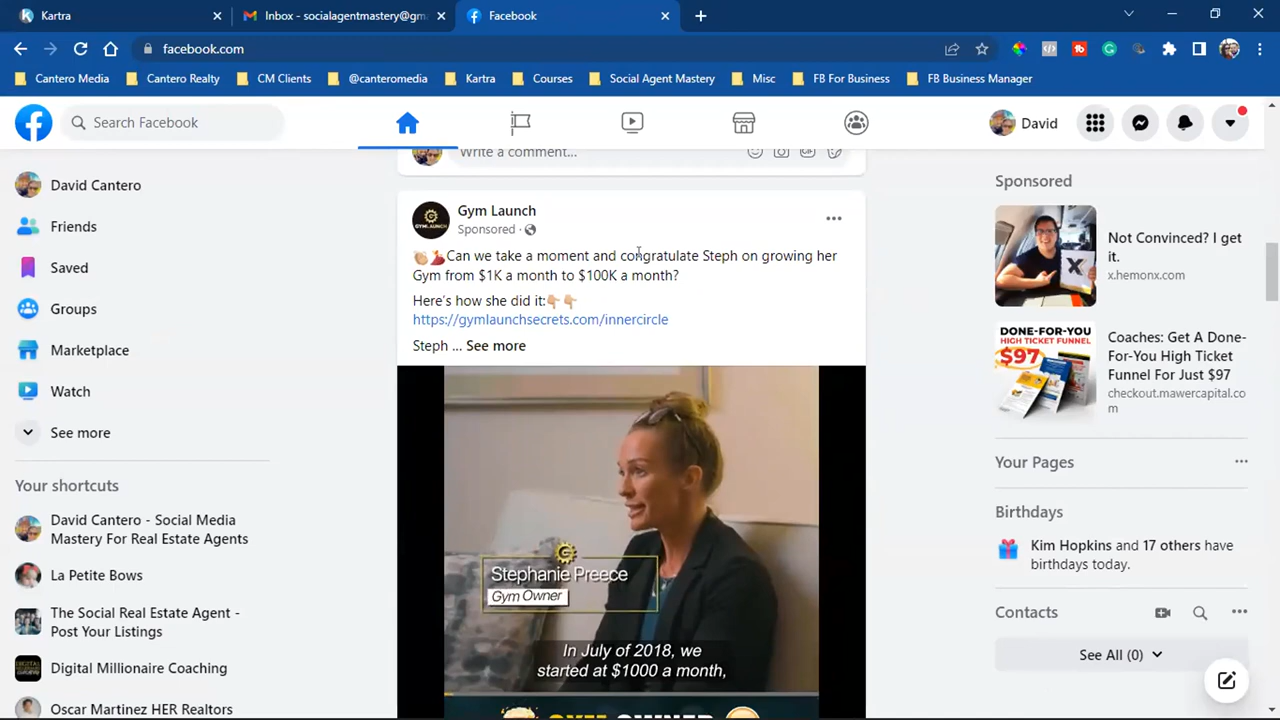 Kartra
Inbox - socialagentmastery@gm
Facebook
facebook.com
Cantero Media
Cantero Realty
CM Clients
@canteromedia
Kartra
Courses
Social Agent Mastery
Misc
FB For Business
FB Business Manager
Search Facebook
David
David Cantero
Friends
Saved
Groups
Marketplace
Watch
See more
Your shortcuts
David Cantero - Social Media
Mastery For Real Estate Agents
La Petite Bows
The Social Real Estate Agent -
Post Your Listings
Digital Millionaire Coaching
Oscar Martinez HER Realtors
Write a comment...
Gym Launch
Sponsored ·
👏🏼💃Can we take a moment and congratulate Steph on growing her
Gym from $1K a month to $100K a month?
Here's how she did it:👇🏼👇🏼
https://gymlaunchsecrets.com/innercircle
Steph ... See more
Stephanie Preece
Gym Owner
In July of 2018, we
started at $1000 a month,
GYM OWNER
Sponsored
Not Convinced? I get
it.
x.hemonx.com
DONE-FOR-YOU
HIGH TICKET FUNNEL
$97
Coaches: Get A Done-
For-You High Ticket
Funnel For Just $97
checkout.mawercapital.co
m
Your Pages
Birthdays
Kim Hopkins and 17 others have
birthdays today.
Contacts
See All (0)